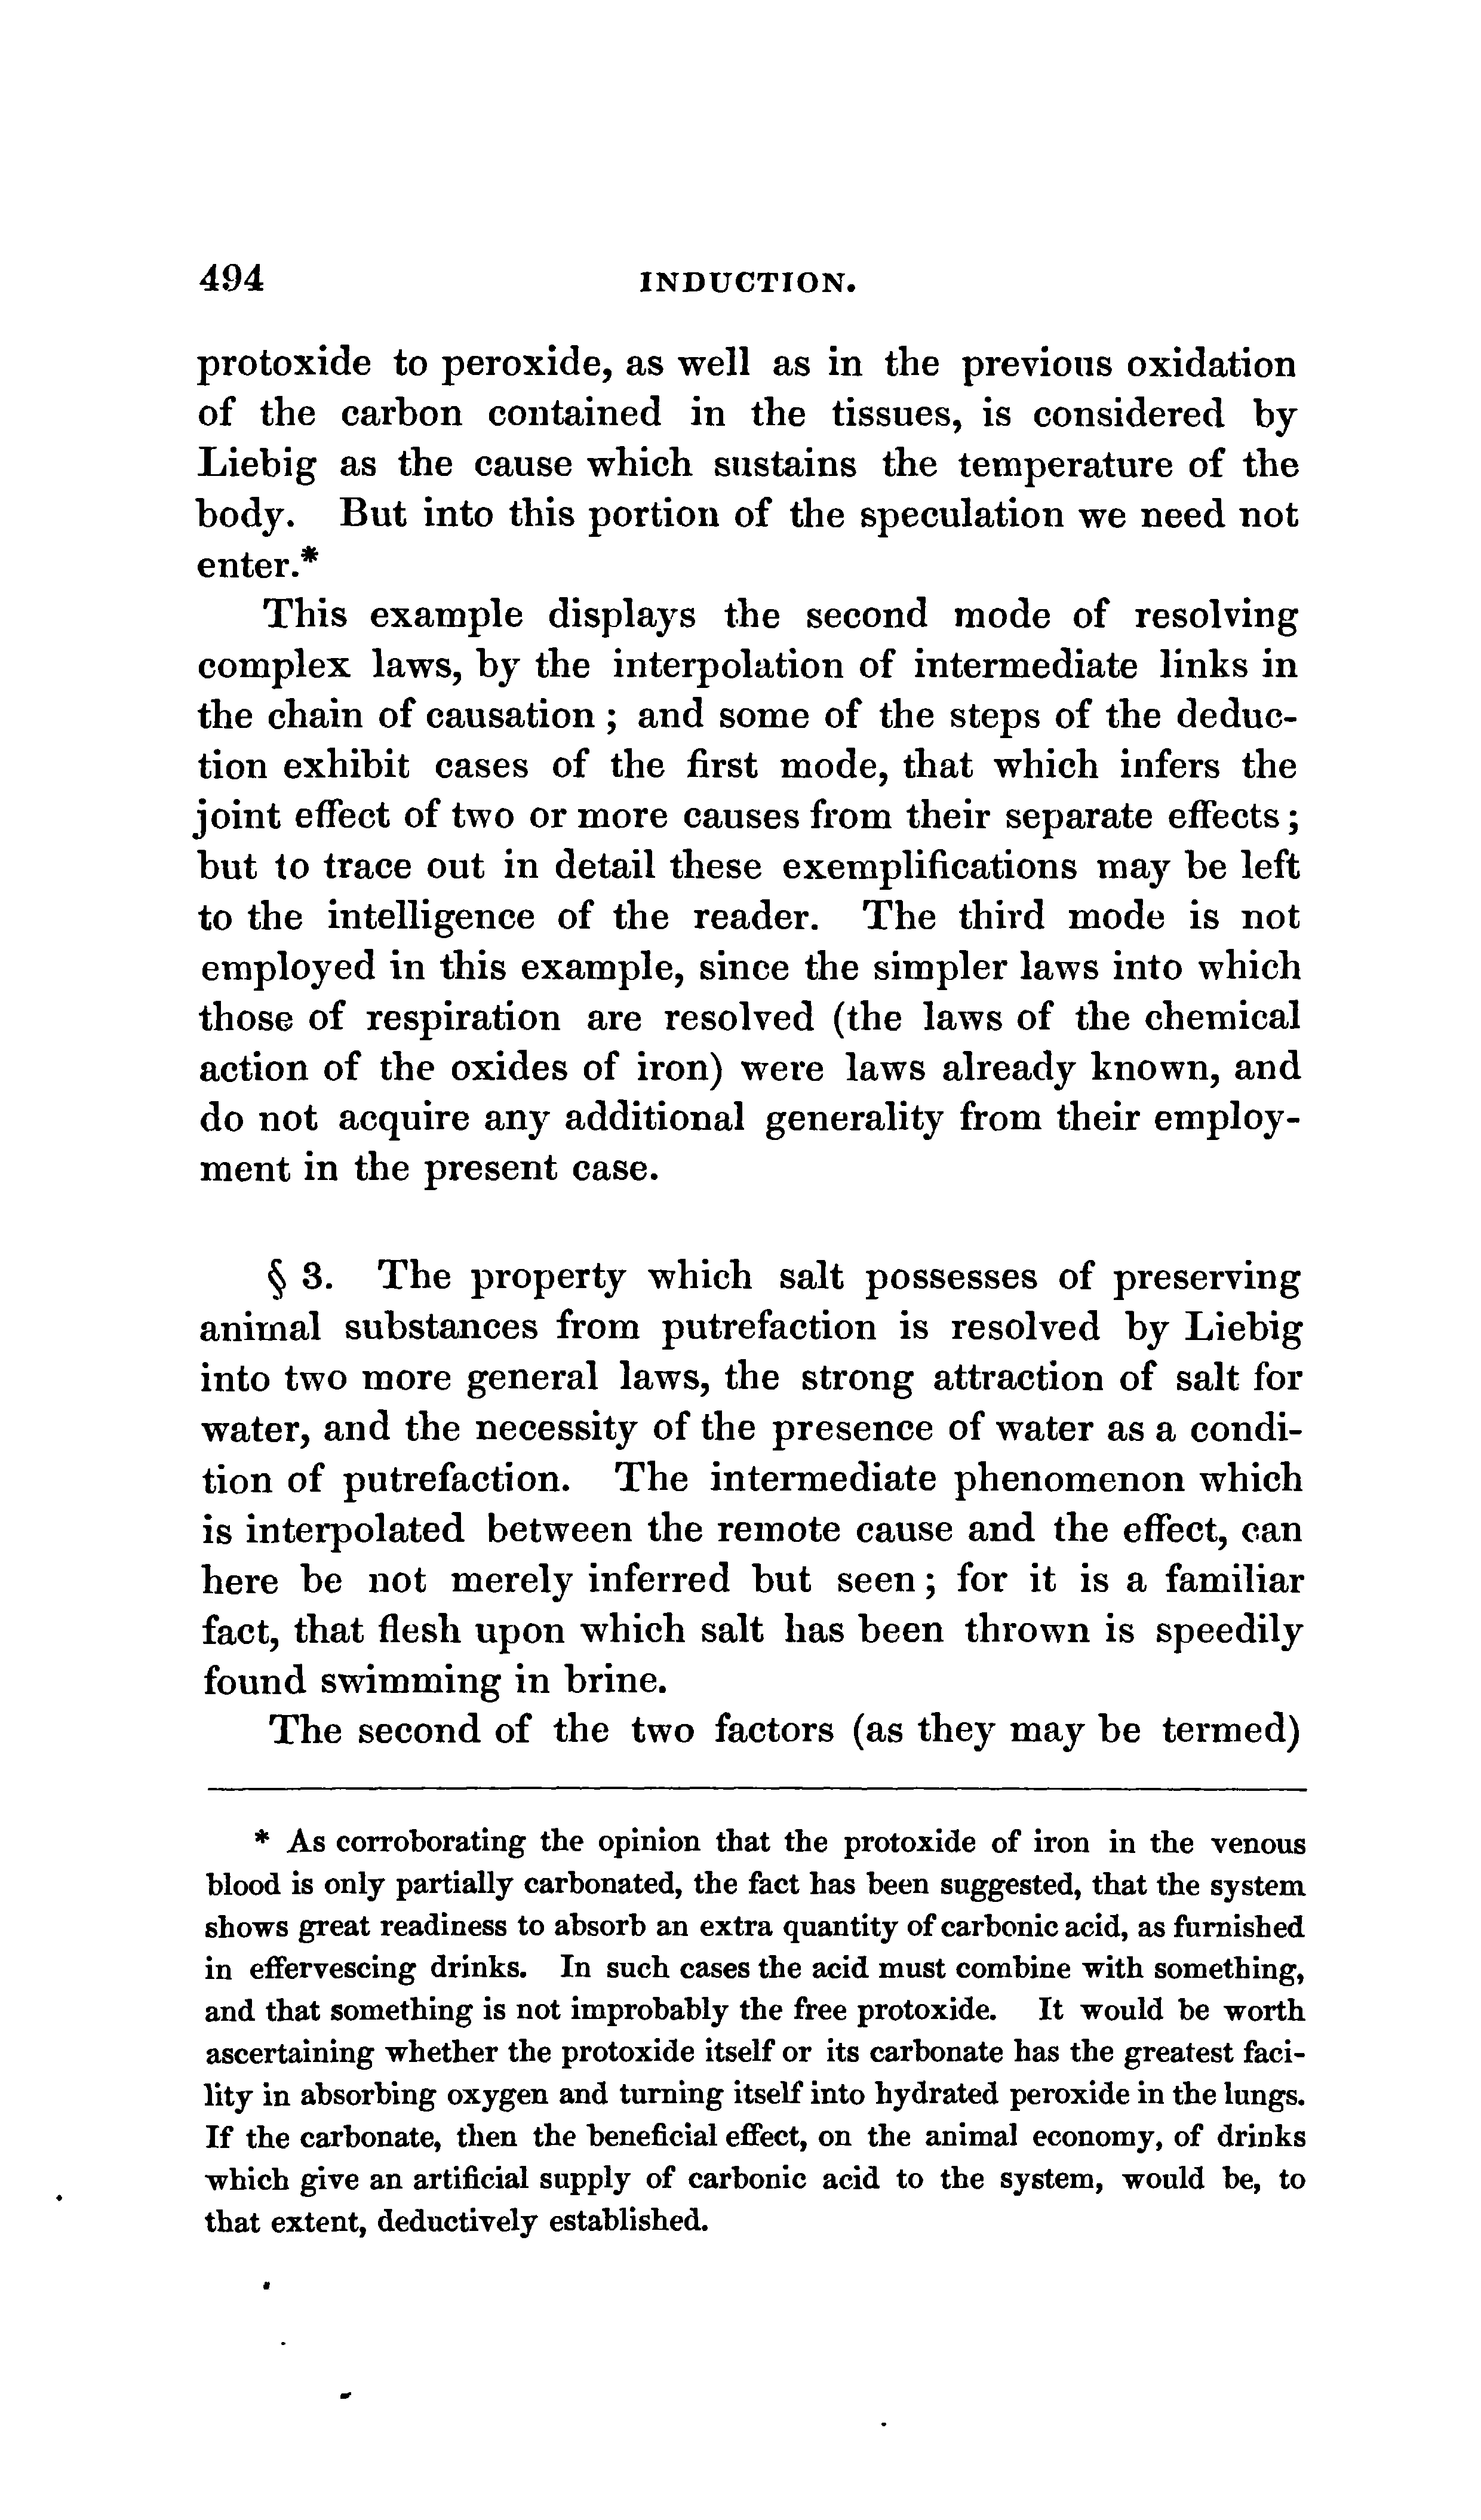 494 INDUCTION.
protoxide to peroxide, as well as in the previous oxidation
of the carbon contained in the tissues, is considered by
Liebig as the cause which sustains the temperature of the
body. But into this portion of the speculation we need not
enter.*
This example displays the second mode of resolving
complex laws, by the interpolation of intermediate links in
the chain of causation ; and some of the steps of the deduc-
tion exhibit cases of the first mode, that which infers the
joint effect of two or more causes from their separate effects ;
but to trace out in detail these exemplifications may be left
to the intelligence of the reader. The third mode is not
employed in this example, since the simpler laws into which
those of respiration are resolved (the laws of the chemical
action of the oxides of iron) were laws already known, and
do not acquire any additional generality from their employ-
ment in the present case.
§ 3. The property which salt possesses of preserving
animal substances from putrefaction is resolved by Liebig
into two more general laws, the strong attraction of salt for
water, and the necessity of the presence of water as a condi-
tion of putrefaction. The intermediate phenomenon which
is interpolated between the remote cause and the effect, can
here be not merely inferred but seen ; for it is a familiar
fact, that flesh upon which salt has been thrown is speedily
found swimming in brine.
The second of the two factors (as they may be termed)
* As corroborating the opinion that the protoxide of iron in the venous
blood is only partially carbonated, the fact has been suggested, that the system
shows great readiness to absorb an extra quantity of carbonic acid, as furnished
in effervescing drinks. In such cases the acid must combine with something,
and that something is not improbably the free protoxide. It would be worth
ascertaining whether the protoxide itself or its carbonate has the greatest faci-
lity in absorbing oxygen and turning itself into hydrated peroxide in the lungs.
If the carbonate, then the beneficial effect, on the animal economy, of drinks
which give an artificial supply of carbonic acid to the system, would be, to
that extent, deductively established.